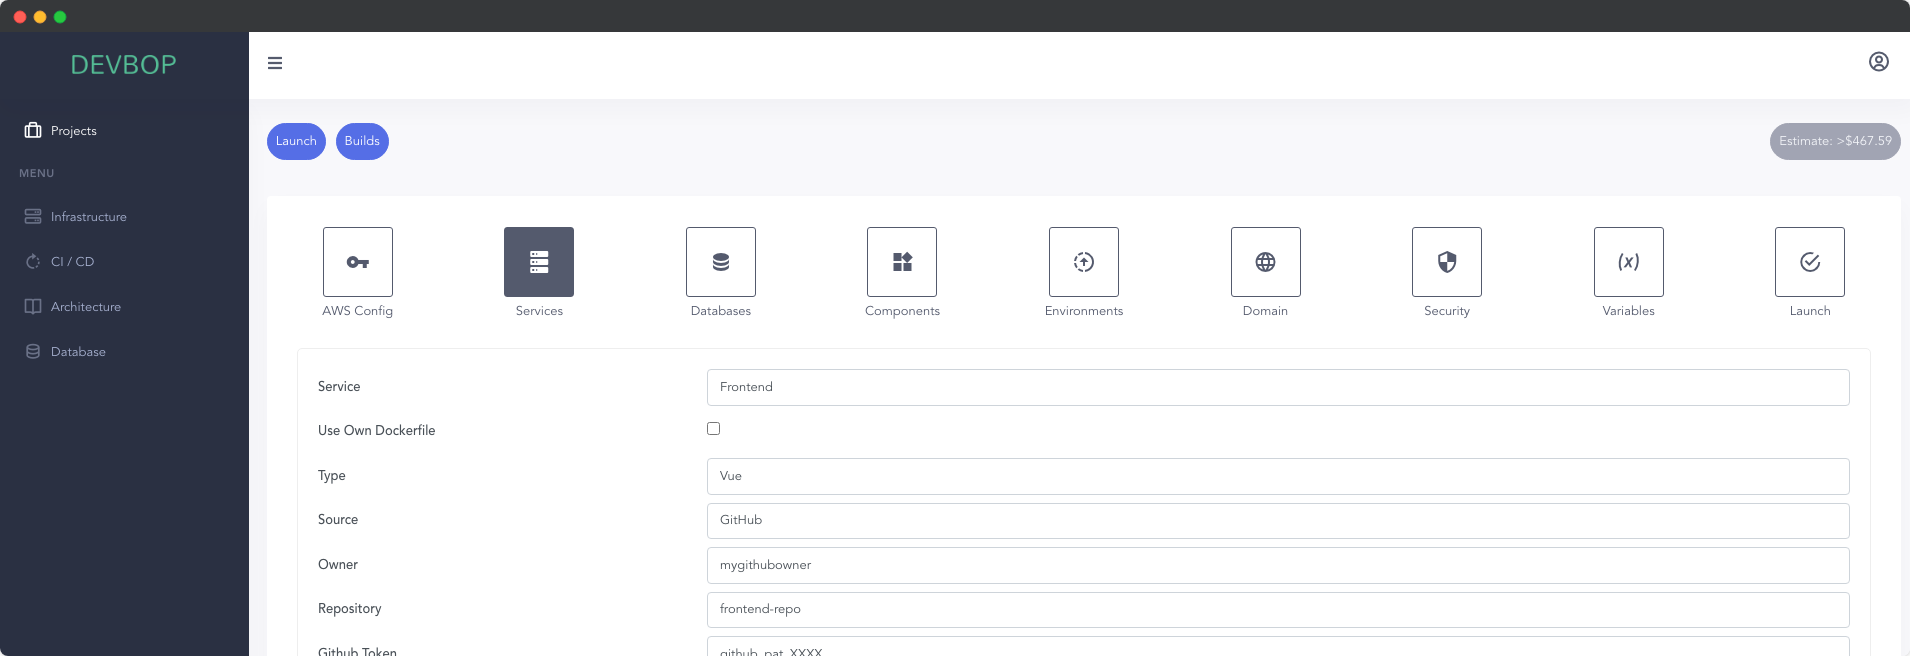 DEVBOP
Projects
MENU
Infrastructure
CI / CD
Architecture
Database
Launch
Builds
Estimate: >$467.59
AWS Config
Services
Databases
Components
Environments
Domain
Security
(x)
Variables
Launch
Service
Frontend
Use Own Dockerfile
Type
Vue
Source
GitHub
Owner
mygithubowner
Repository
frontend-repo
Github Token
github_pat_XXXX